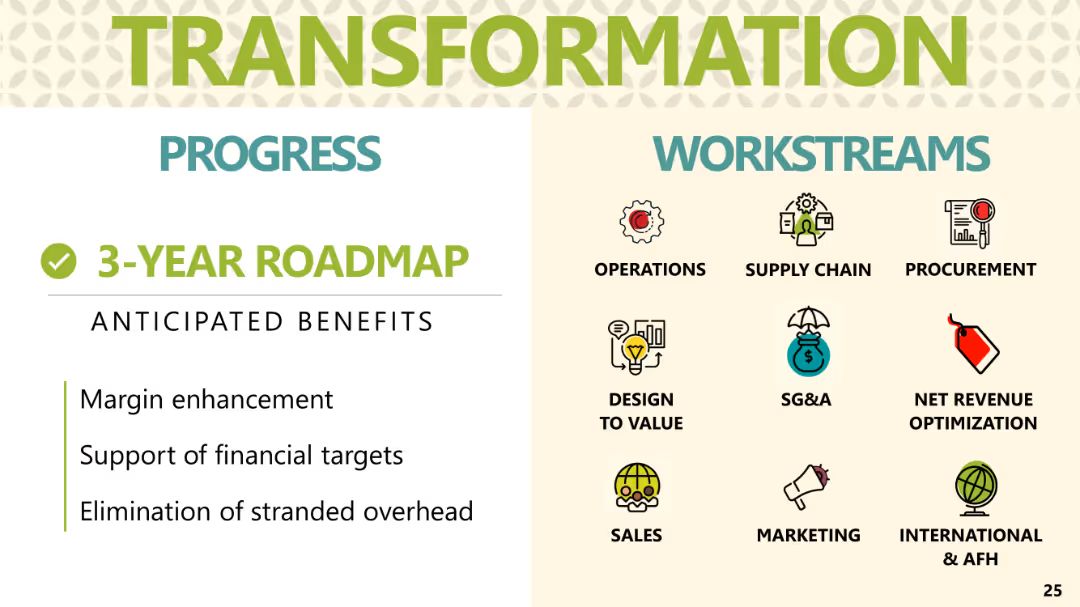 TRANSFORMATION
PROGRESS
3-YEAR ROADMAP
ANTICIPATED BENEFITS
Margin enhancement
Support of financial targets
Elimination of stranded overhead
WORKSTREAMS
OPERATIONS
SUPPLY CHAIN
PROCUREMENT
DESIGN
TO VALUE
$
SG&A
NET REVENUE
OPTIMIZATION
SALES
MARKETING
INTERNATIONAL
& AFH
25